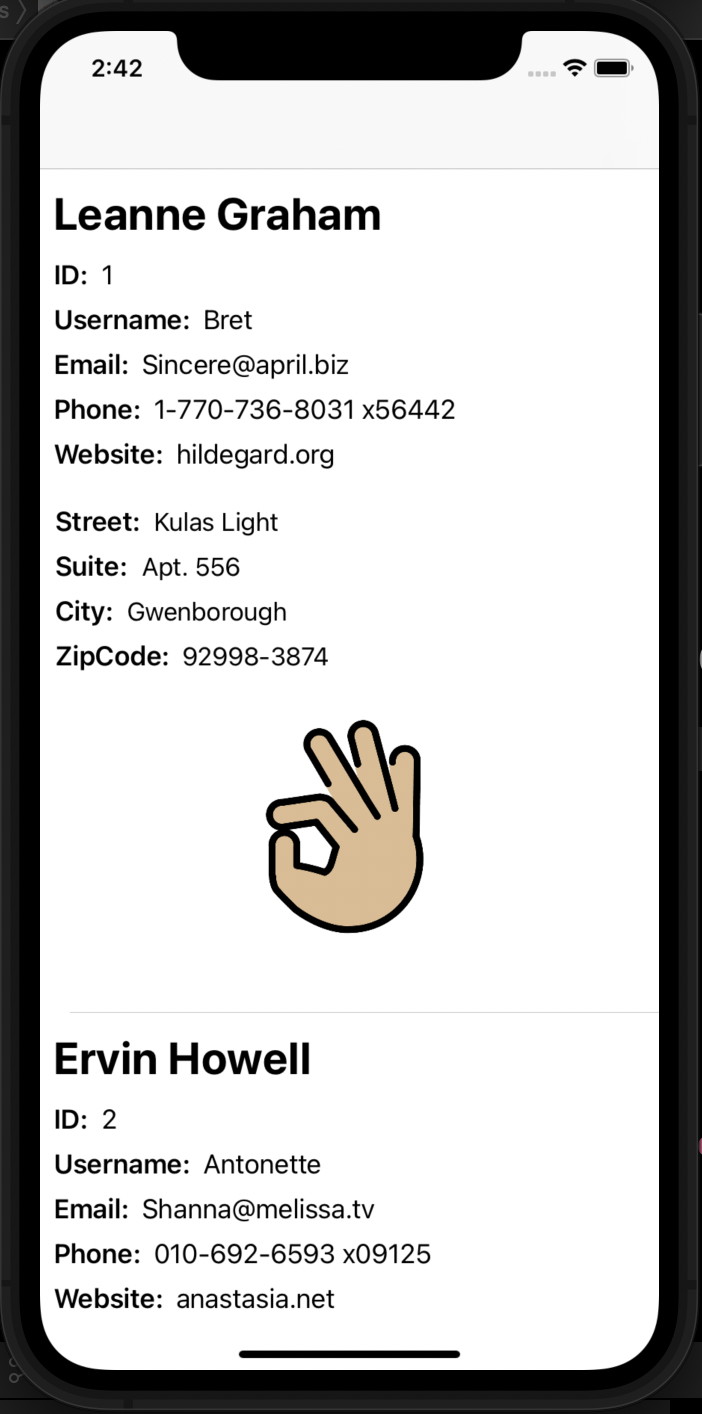 s
2:42
Leanne Graham
ID: 1
Username: Bret
Email: Sincere@april.biz
Phone: 1-770-736-8031 x56442
Website: hildegard.org
Street: Kulas Light
Suite: Apt. 556
City: Gwenborough
ZipCode: 92998-3874
Ervin Howell
ID: 2
Username: Antonette
Email: Shanna@melissa.tv
Phone: 010-692-6593 x09125
Website: anastasia.net